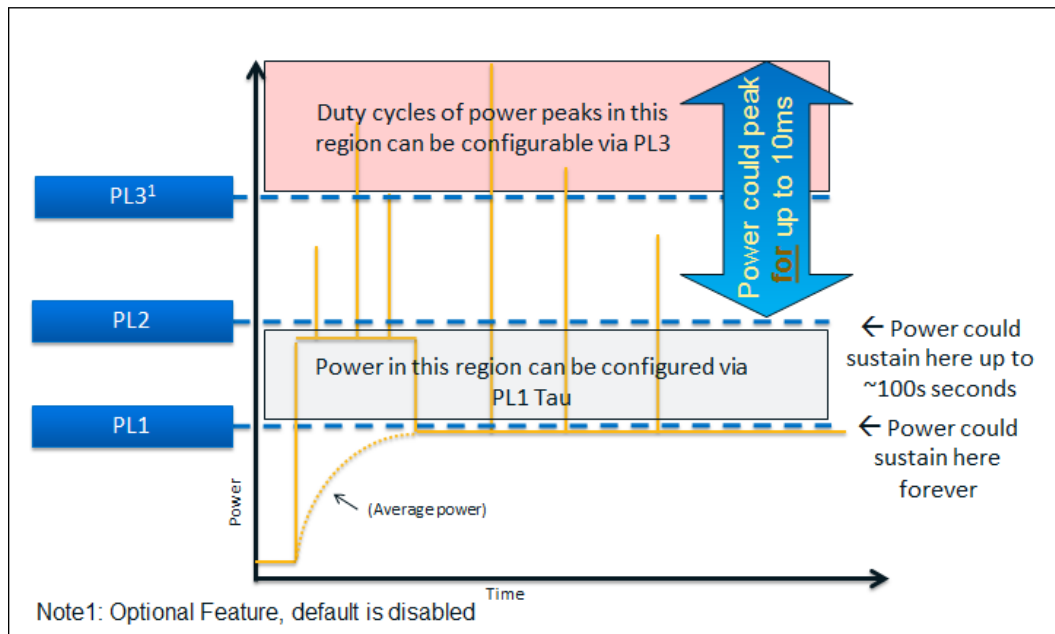 Duty cycles of power peaks in this
region can be configurable via PL3
Power could peak
for up to 10ms
PL3¹
PL2
← Power could
sustain here up to
~100s seconds
Power in this region can be configured via
PL1 Tau
PL1
← Power could
sustain here
forever
(Average power)
Power
Time
Note1: Optional Feature, default is disabled